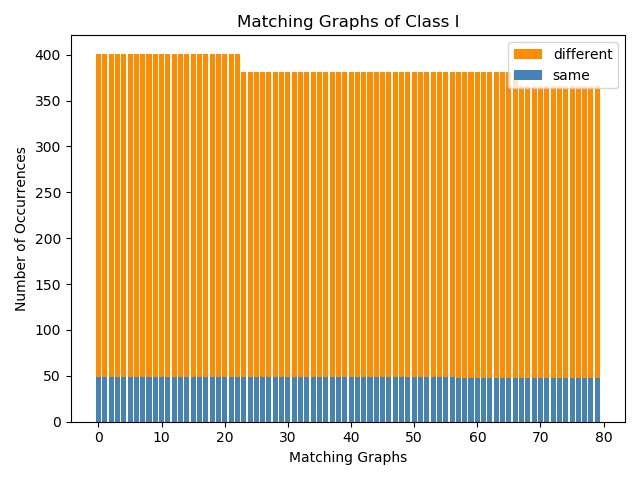 Matching Graphs of Class I
different
same
Number of Occurrences
400
350
300
250
200
150
100
50
0
0 10 20 30 40 50 60 70 80
Matching Graphs